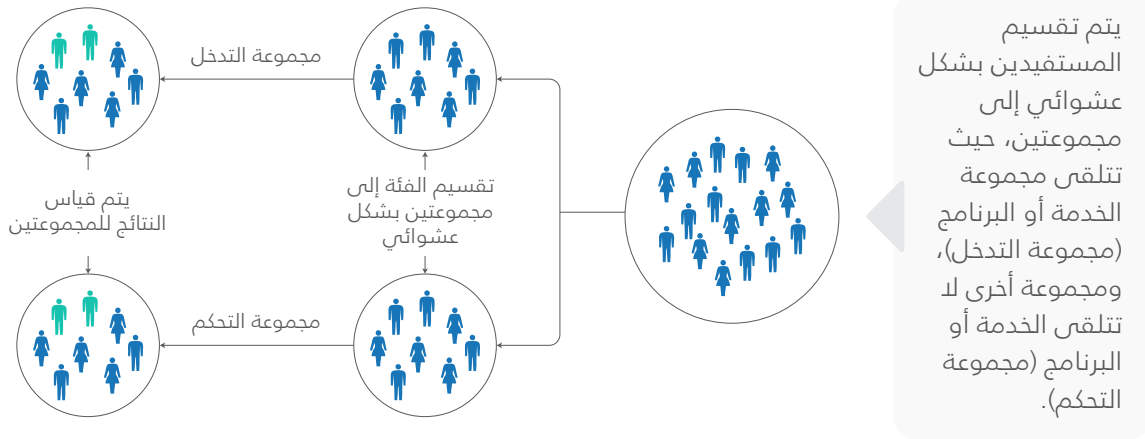 يتم تقسيم
المستفيدين بشكل
عشوائي إلى
مجموعتين، حيث
تتلقى مجموعة
الخدمة أو البرنامج
(مجموعة التدخل)،
ومجموعة أخرى لا
تتلقى الخدمة أو
البرنامج (مجموعة
التحكم).
مجموعة التدخل
تقسيم الفئة إلى
مجموعتين بشكل
عشوائي
يتم قياس
النتائج للمجموعتين
مجموعة التحكم